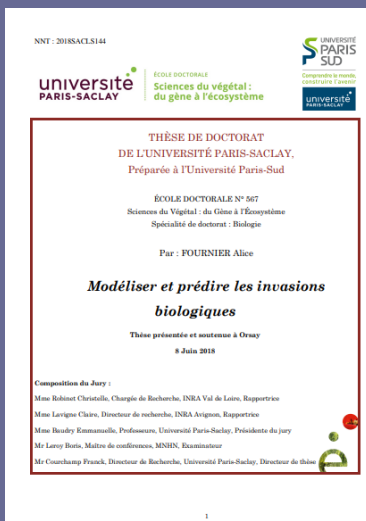 NNT : 2018SACLS144
UNIVERSITÉ
PARIS
SUD
Comprendre le monde,
construire l'avenir
université
PARIS-SACLAY
ÉCOLE DOCTORALE
Sciences du végétal :
du gène à l'écosystème
université
PARIS-SACLAY
THÈSE DE DOCTORAT
DE L'UNIVERSITÉ PARIS-SACLAY,
Préparée à l'Université Paris-Sud
ÉCOLE DOCTORALE N° 567
Sciences du Végétal : du Gène à l'Écosystème
Spécialité de doctorat : Biologie
Par : FOURNIER Alice
Modéliser et prédire les invasions
biologiques
Thèse présentée et soutenue à Orsay
8 Juin 2018
Composition du Jury :
Mme Robinet Christelle, Chargée de Recherche, INRA Val de Loire, Rapportrice
Mme Lavigne Claire, Directeur de recherche, INRA Avignon, Rapportrice
Mme Baudry Emmanuelle, Professeure, Université Paris-Saclay, Présidente du jury
Mr Leroy Boris, Maître de conférences, MNHN, Examinateur
Mr Courchamp Franck, Directeur de Recherche, Université Paris-Saclay, Directeur de thèse
1